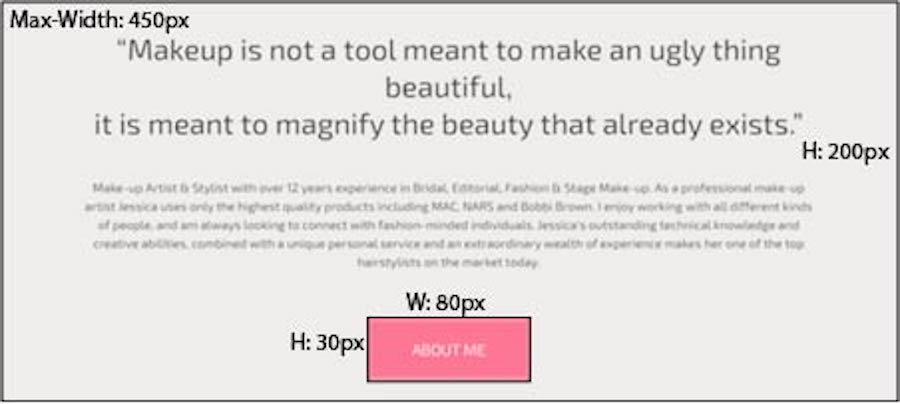 Max-Width: 450px
“Makeup is not a tool meant to make an ugly thing
beautiful,
it is meant to magnify the beauty that already exists.”
H: 200px
Make-up Artist & Stylist with over 12 years experience in Bridal, Editorial, Fashion & Stage Make-up. As a professional make-up
artist Jessica uses only the highest quality products including MAC, NARS and Bobbi Brown. I enjoy working with all different kinds
of people, and am always looking to connect with fashion-minded individuals. Jessica's outstanding technical knowledge and
creative abilities, combined with a unique personal service and an extraordinary wealth of experience makes her one of the top
hairstylists on the market today.
W: 80px
H: 30px
ABOUT ME